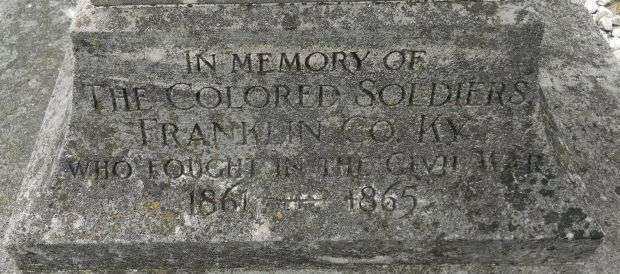 IN MEMORY OF
THE COLORED SOLDIERS
FRANKLIN CO. KY.
WHO FOUGHT IN THE CIVIL WAR
1861 — 1865